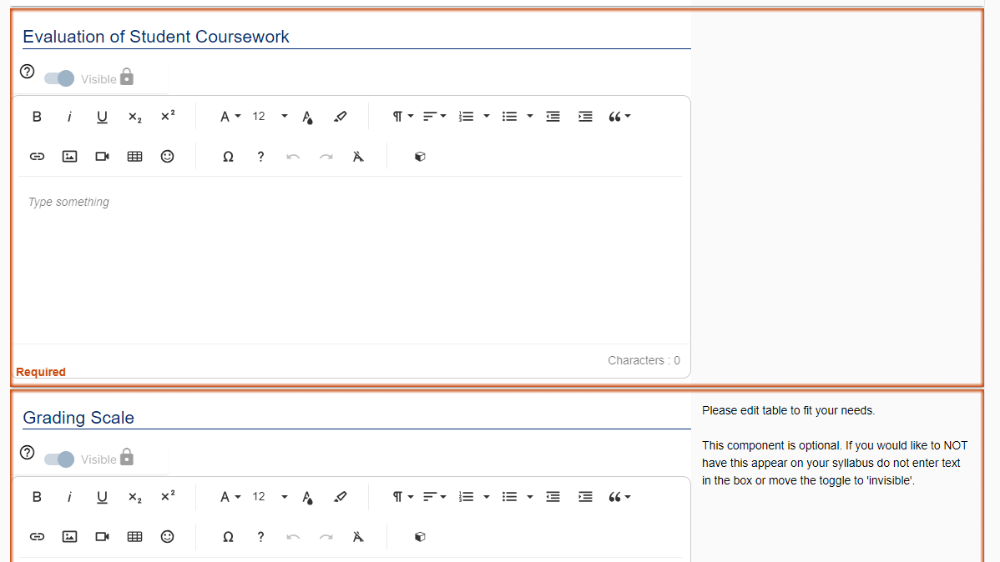 Evaluation of Student Coursework
Visible
B i U x₂ x² A 12 A ¶
Ω ?
Type something
Characters : 0
Required
Grading Scale
Please edit table to fit your needs.
This component is optional. If you would like to NOT
have this appear on your syllabus do not enter text
in the box or move the toggle to 'invisible'.
Visible
B i U x₂ x² A 12 A ¶
Ω ?